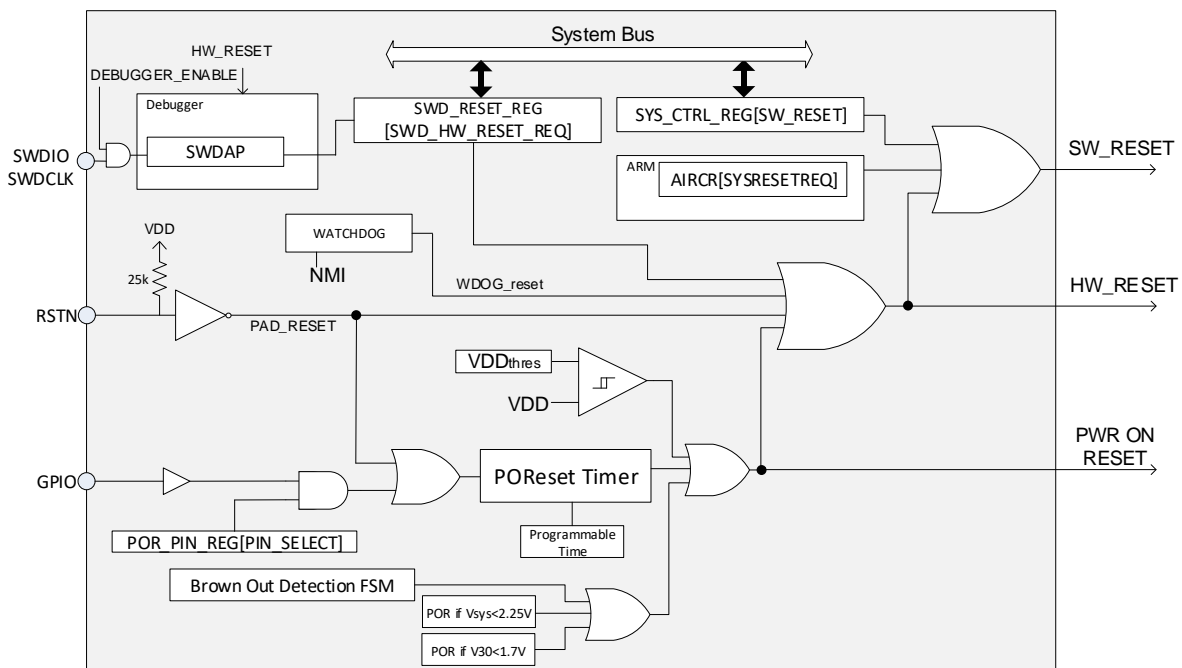 System Bus
HW_RESET
DEBUGGER_ENABLE
Debugger
SWDAP
SWD_RESET_REG
[SWD_HW_RESET_REQ]
SYS_CTRL_REG[SW_RESET]
SWDIO
SWDCLK
ARM
AIRCR[SYSRESETREQ]
SW_RESET
VDD
25k
WATCHDOG
NMI
WDOG_reset
HW_RESET
RSTN
PAD_RESET
VDDthres
VDD
PWR ON
RESET
GPIO
POReset Timer
POR_PIN_REG[PIN_SELECT]
Programmable
Time
Brown Out Detection FSM
POR if Vsys<2.25V
POR if V30<1.7V